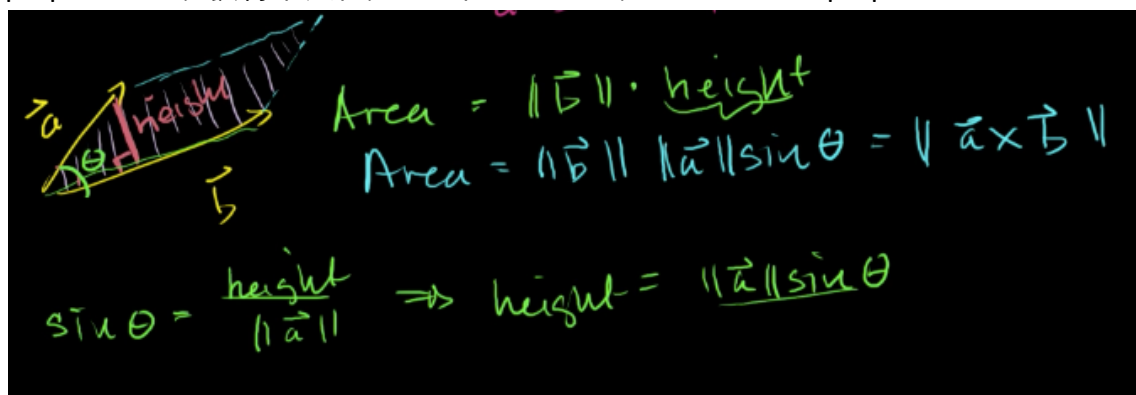 Area = ‖b⃗‖ · height
a⃗ height
Area = ‖b⃗‖ ‖a⃗‖ sin θ = ‖a⃗ × b⃗‖
θ
b⃗
sin θ = height / ‖a⃗‖ ⇒ height = ‖a⃗‖ sin θ